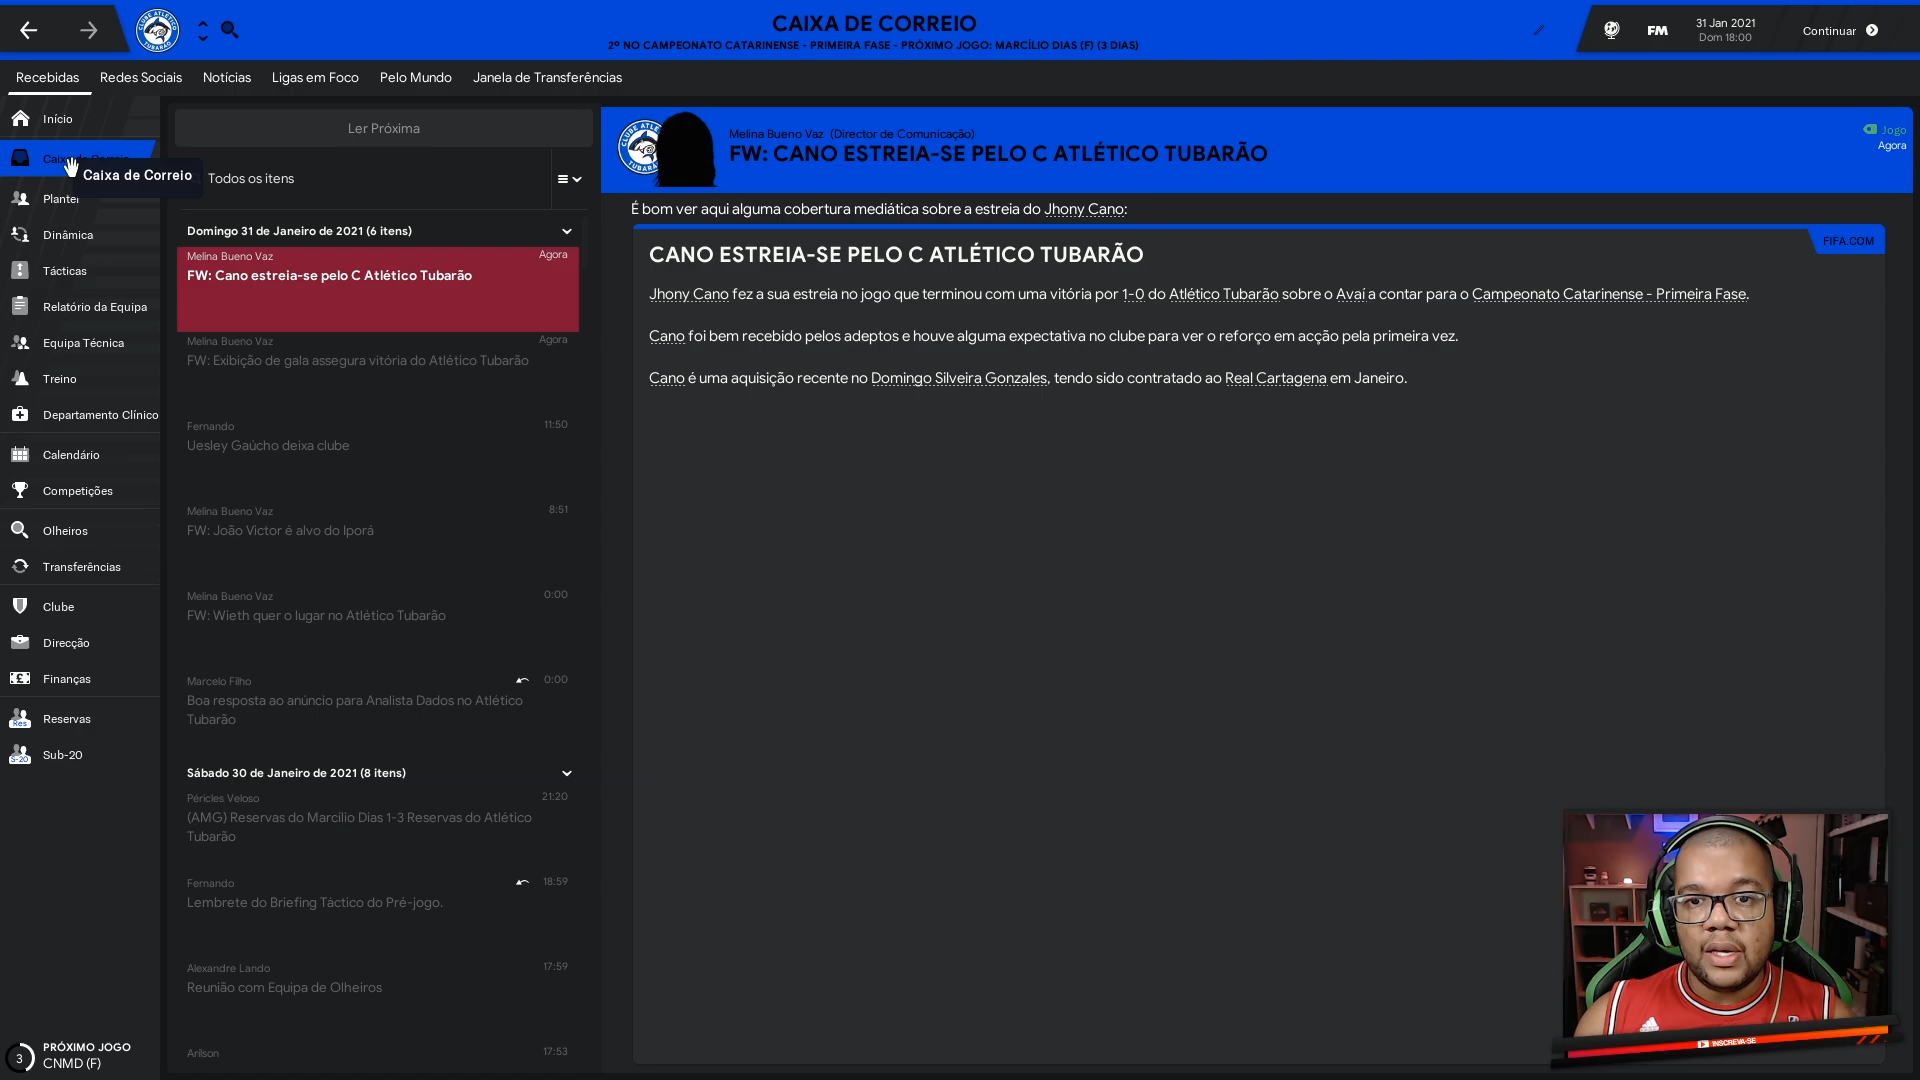 CAIXA DE CORREIO
2º NO CAMPEONATO CATARINENSE - PRIMEIRA FASE - PRÓXIMO JOGO: MARCÍLIO DIAS (F) (3 DIAS)
FM
31 Jan 2021
Dom 18:00
Continuar
Recebidas
Redes Sociais
Notícias
Ligas em Foco
Pelo Mundo
Janela de Transferências
Início
Caixa de Correio
Caixa de Correio
Plantel
Dinâmica
Tácticas
Relatório da Equipa
Equipa Técnica
Treino
Departamento Clínico
Calendário
Competições
Olheiros
Transferências
Clube
Direcção
Finanças
Res
Reservas
S-20
Sub-20
3
PRÓXIMO JOGO
CNMD (F)
Ler Próxima
Todos os itens
Domingo 31 de Janeiro de 2021 (6 itens)
Melina Bueno Vaz
Agora
FW: Cano estreia-se pelo C Atlético Tubarão
Melina Bueno Vaz
Agora
FW: Exibição de gala assegura vitória do Atlético Tubarão
Fernando
11:50
Uesley Gaúcho deixa clube
Melina Bueno Vaz
8:51
FW: João Victor é alvo do Iporá
Melina Bueno Vaz
0:00
FW: Wieth quer o lugar no Atlético Tubarão
Marcelo Filho
0:00
Boa resposta ao anúncio para Analista Dados no Atlético
Tubarão
Sábado 30 de Janeiro de 2021 (8 itens)
Péricles Veloso
21:20
(AMG) Reservas do Marcílio Dias 1-3 Reservas do Atlético
Tubarão
Fernando
18:59
Lembrete do Briefing Táctico do Pré-jogo.
Alexandre Lando
17:59
Reunião com Equipa de Olheiros
Arilson
17:53
Melina Bueno Vaz (Director de Comunicação)
FW: CANO ESTREIA-SE PELO C ATLÉTICO TUBARÃO
Jogo
Agora
É bom ver aqui alguma cobertura mediática sobre a estreia do Jhony Cano:
FIFA.COM
CANO ESTREIA-SE PELO C ATLÉTICO TUBARÃO
Jhony Cano fez a sua estreia no jogo que terminou com uma vitória por 1-0 do Atlético Tubarão sobre o Avaí a contar para o Campeonato Catarinense - Primeira Fase.
Cano foi bem recebido pelos adeptos e houve alguma expectativa no clube para ver o reforço em acção pela primeira vez.
Cano é uma aquisição recente no Domingo Silveira Gonzales, tendo sido contratado ao Real Cartagena em Janeiro.
INSCREVA-SE